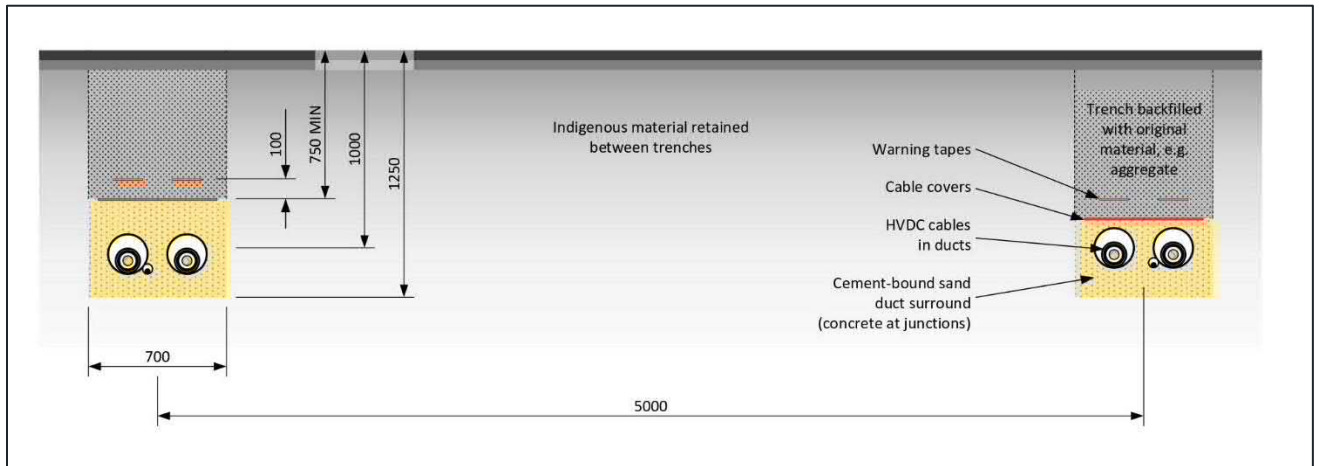 100
750 MIN
1000
1250
Indigenous material retained
between trenches
Warning tapes
Cable covers
HVDC cables
in ducts
Cement-bound sand
duct surround
(concrete at junctions)
Trench backfilled
with original
material, e.g.
aggregate
700
5000